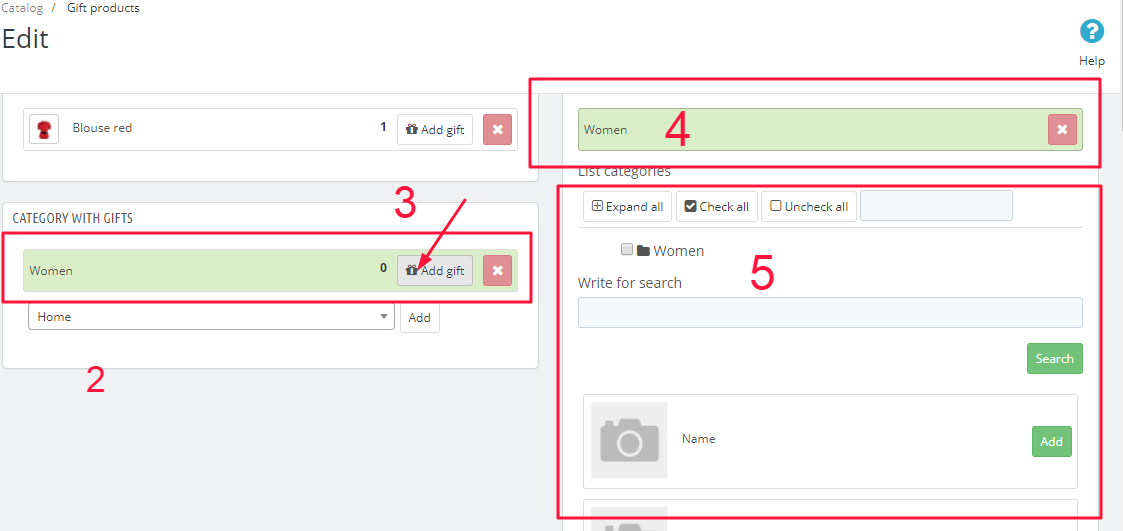 Catalog / Gift products
Edit
Help
Blouse red 1 Add gift
3
CATEGORY WITH GIFTS
Women 0 Add gift
Home Add
2
Women 4
List categories
Expand all Check all Uncheck all
Women 5
Write for search
Search
Name Add